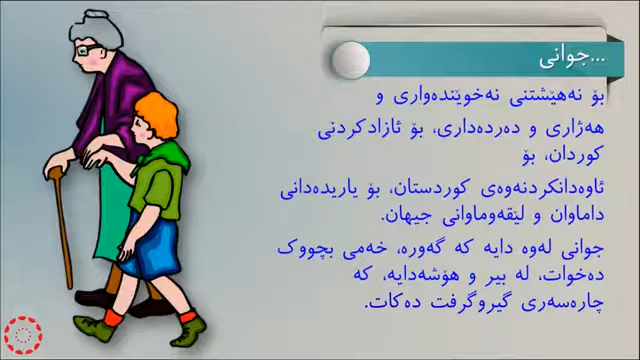 جوانی...
بۆ نەهێشتنی نەخوێندەواری و
هەژاری و دەردەداری، بۆ ئازادکردنی
کوردان، بۆ
ئاوەدانکردنەوەی کوردستان، بۆ یاریدەدانی
داماوان و لێقەوماوانی جیهان.
جوانی لەوە دایە کە گەورە، خەمی بچووک
دەخوات، لە بیر و هۆشەدایە، کە
چارەسەری گیروگرفت دەکات.